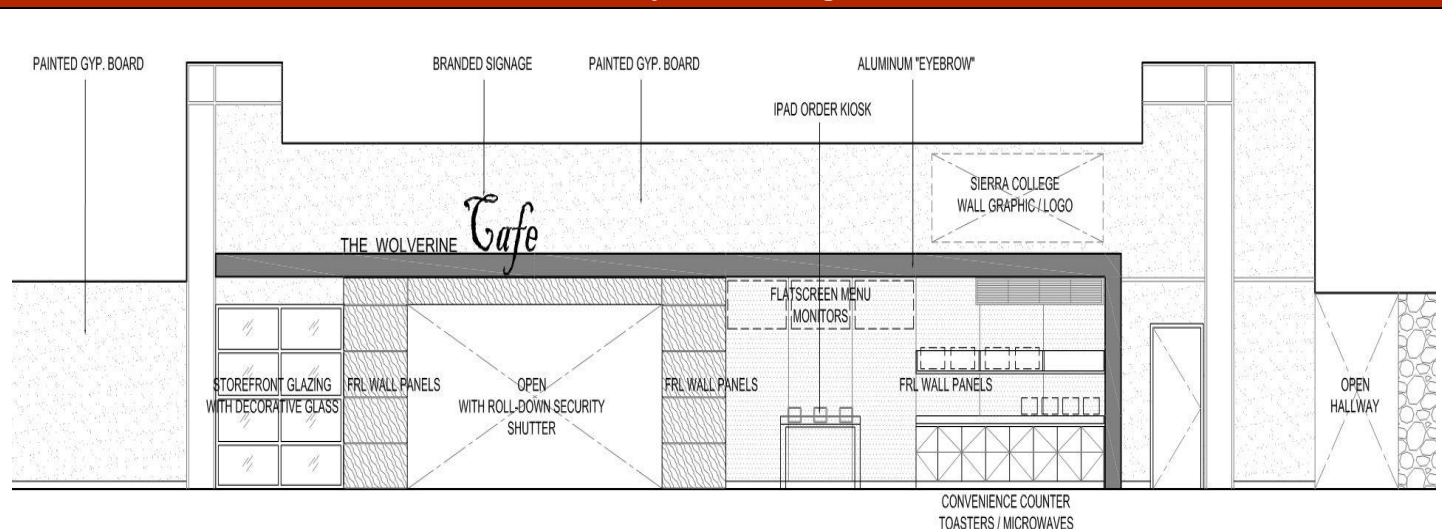 PAINTED GYP. BOARD
BRANDED SIGNAGE
PAINTED GYP. BOARD
ALUMINUM "EYEBROW"
IPAD ORDER KIOSK
SIERRA COLLEGE
WALL GRAPHIC / LOGO
THE WOLVERINE Cafe
FLATSCREEN MENU
MONITORS
STOREFRONT GLAZING
WITH DECORATIVE GLASS
FRL WALL PANELS
OPEN
WITH ROLL-DOWN SECURITY
SHUTTER
FRL WALL PANELS
FRL WALL PANELS
OPEN
HALLWAY
CONVENIENCE COUNTER
TOASTERS / MICROWAVES